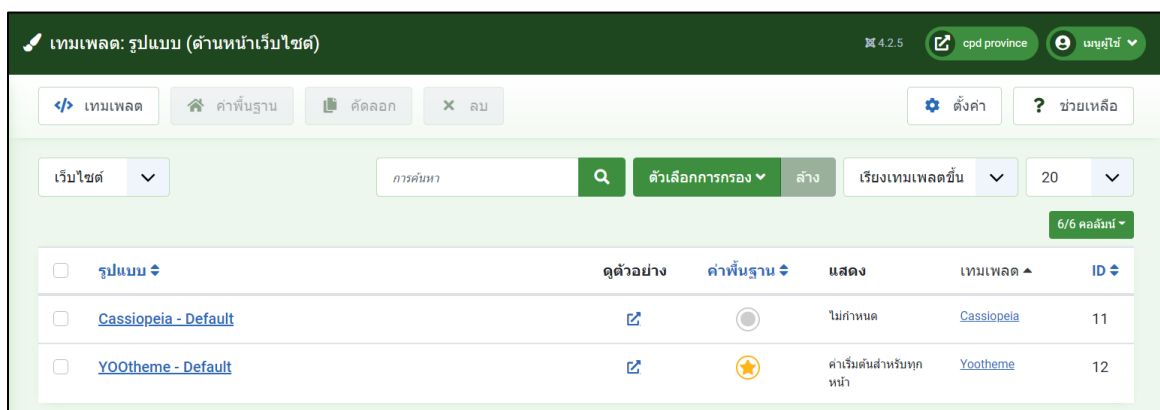 เทมเพลต: รูปแบบ (ด้านหน้าเว็บไซต์) 4.2.5 cpd province เมนูผู้ใช้
เทมเพลต ค่าพื้นฐาน คัดลอก ลบ ตั้งค่า ช่วยเหลือ
เว็บไซต์ การค้นหา ตัวเลือกการกรอง ล้าง เรียงเทมเพลตขึ้น 20
6/6 คอลัมน์
รูปแบบ ดูตัวอย่าง ค่าพื้นฐาน แสดง เทมเพลต ID
Cassiopeia - Default ไม่กำหนด Cassiopeia 11
YOOtheme - Default ค่าเริ่มต้นสำหรับทุก Yootheme 12
หน้า